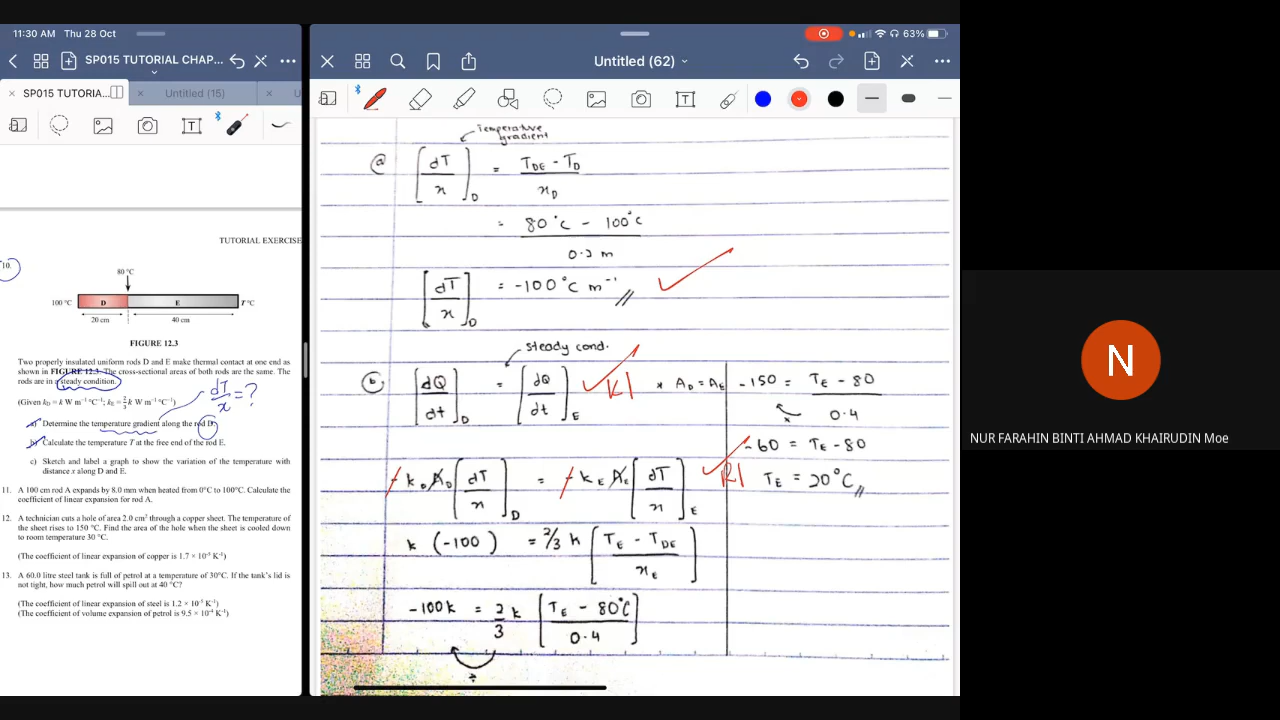 11:30 AM Thu 28 Oct
63%
SP015 TUTORIAL CHAP...
Untitled (62)
SP015 TUTORIA...
Untitled (15)
U
TUTORIAL EXERCISE
10.
80 °C
100 °C
D
E
T °C
20 cm
40 cm
FIGURE 12.3
Two properly insulated uniform rods D and E make thermal contact at one end as
shown in FIGURE 12.3. The cross-sectional areas of both rods are the same. The
rods are in a steady condition.
dT/x = ?
(Given kD = k W m⁻¹ °C⁻¹; kE = 2/3 k W m⁻¹ °C⁻¹)
a) Determine the temperature gradient along the rod D.
b) Calculate the temperature T at the free end of the rod E.
c) Sketch and label a graph to show the variation of the temperature with
distance x along D and E.
11. A 100 cm rod A expands by 8.0 mm when heated from 0°C to 100°C. Calculate the
coefficient of linear expansion for rod A.
12. A technician cuts a hole of area 2.0 cm² through a copper sheet. The temperature of
the sheet rises to 150 °C. Find the area of the hole when the sheet is cooled down
to room temperature 30 °C.
(The coefficient of linear expansion of copper is 1.7 × 10⁻⁵ K⁻¹)
13. A 60.0 litre steel tank is full of petrol at a temperature of 30°C. If the tank's lid is
not tight, how much petrol will spill out at 40 °C?
(The coefficient of linear expansion of steel is 1.2 × 10⁻⁵ K⁻¹)
(The coefficient of volume expansion of petrol is 9.5 × 10⁻⁴ K⁻¹)
Temperature
gradient
a [dT/x]D = TDE - TD / xD
= 80°C - 100°C / 0.2 m
[dT/x]D = -100°C m⁻¹ //
steady cond.
b [dQ/dt]D = [dQ/dt]E K1 * AD = AE
- kD AD [dT/x]D = - kE AE [dT/x]E R1
k (-100) = 2/3 k [TE - TDE / xE]
-100k = 2/3 k [TE - 80°C / 0.4]
÷
-150 = TE - 80 / 0.4
x
-60 = TE - 80
TE = 20°C //
N
NUR FARAHIN BINTI AHMAD KHAIRUDIN Moe